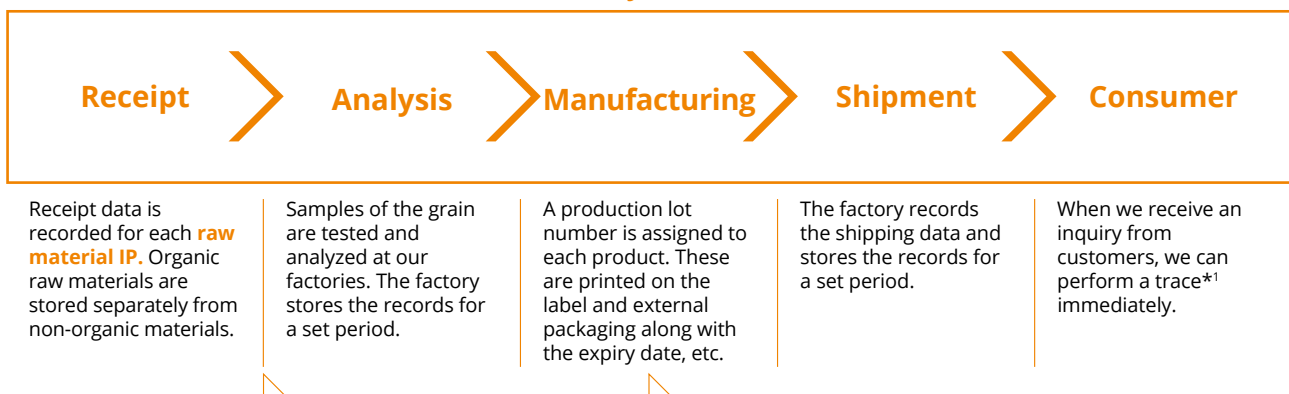 Receipt
Analysis
Manufacturing
Shipment
Consumer
Receipt data is
recorded for each raw
material IP. Organic
raw materials are
stored separately from
non-organic materials.
Samples of the grain
are tested and
analyzed at our
factories. The factory
stores the records for
a set period.
A production lot
number is assigned to
each product. These
are printed on the
label and external
packaging along with
the expiry date, etc.
The factory records
the shipping data and
stores the records for
a set period.
When we receive an
inquiry from
customers, we can
perform a trace*¹
immediately.